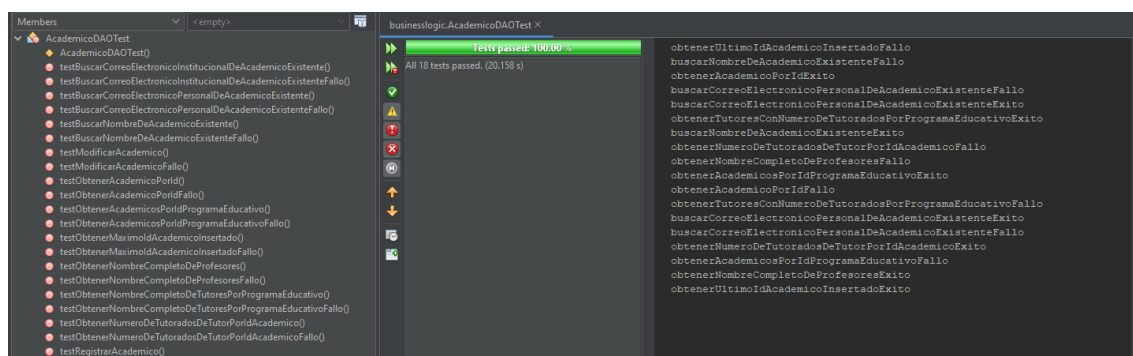 Members
<empty>
AcademicoDAOTest
AcademicoDAOTest()
testBuscarCorreoElectronicoInstitucionalDeAcademicoExistente()
testBuscarCorreoElectronicoInstitucionalDeAcademicoExistenteFallo()
testBuscarCorreoElectronicoPersonalDeAcademicoExistente()
testBuscarCorreoElectronicoPersonalDeAcademicoExistenteFallo()
testBuscarNombreDeAcademicoExistente()
testBuscarNombreDeAcademicoExistenteFallo()
testModificarAcademico()
testModificarAcademicoFallo()
testObtenerAcademicoPorId()
testObtenerAcademicoPorIdFallo()
testObtenerAcademicosPorIdProgramaEducativo()
testObtenerAcademicosPorIdProgramaEducativoFallo()
testObtenerMaximoIdAcademicoInsertado()
testObtenerMaximoIdAcademicoInsertadoFallo()
testObtenerNombreCompletoDeProfesores()
testObtenerNombreCompletoDeProfesoresFallo()
testObtenerNombreCompletoDeTutoresPorProgramaEducativo()
testObtenerNombreCompletoDeTutoresPorProgramaEducativoFallo()
testObtenerNumeroDeTutoradosDeTutorPorIdAcademico()
testObtenerNumeroDeTutoradosDeTutorPorIdAcademicoFallo()
testRegistrarAcademico()
businesslogic.AcademicoDAOTest ×
Tests passed: 100.00 %
All 18 tests passed. (20.158 s)
obtenerUltimoIdAcademicoInsertadoFallo
buscarNombreDeAcademicoExistenteFallo
obtenerAcademicoPorIdExito
buscarCorreoElectronicoPersonalDeAcademicoExistenteFallo
buscarCorreoElectronicoPersonalDeAcademicoExistenteExito
obtenerTutoresConNumeroDeTutoradosPorProgramaEducativoExito
buscarNombreDeAcademicoExistenteExito
obtenerNumeroDeTutoradosDeTutorPorIdAcademicoFallo
obtenerNombreCompletoDeProfesoresFallo
obtenerAcademicosPorIdProgramaEducativoExito
obtenerAcademicoPorIdFallo
obtenerTutoresConNumeroDeTutoradosPorProgramaEducativoFallo
buscarCorreoElectronicoPersonalDeAcademicoExistenteExito
buscarCorreoElectronicoPersonalDeAcademicoExistenteFallo
obtenerNumeroDeTutoradosDeTutorPorIdAcademicoExito
obtenerAcademicosPorIdProgramaEducativoFallo
obtenerNombreCompletoDeProfesoresExito
obtenerUltimoIdAcademicoInsertadoExito